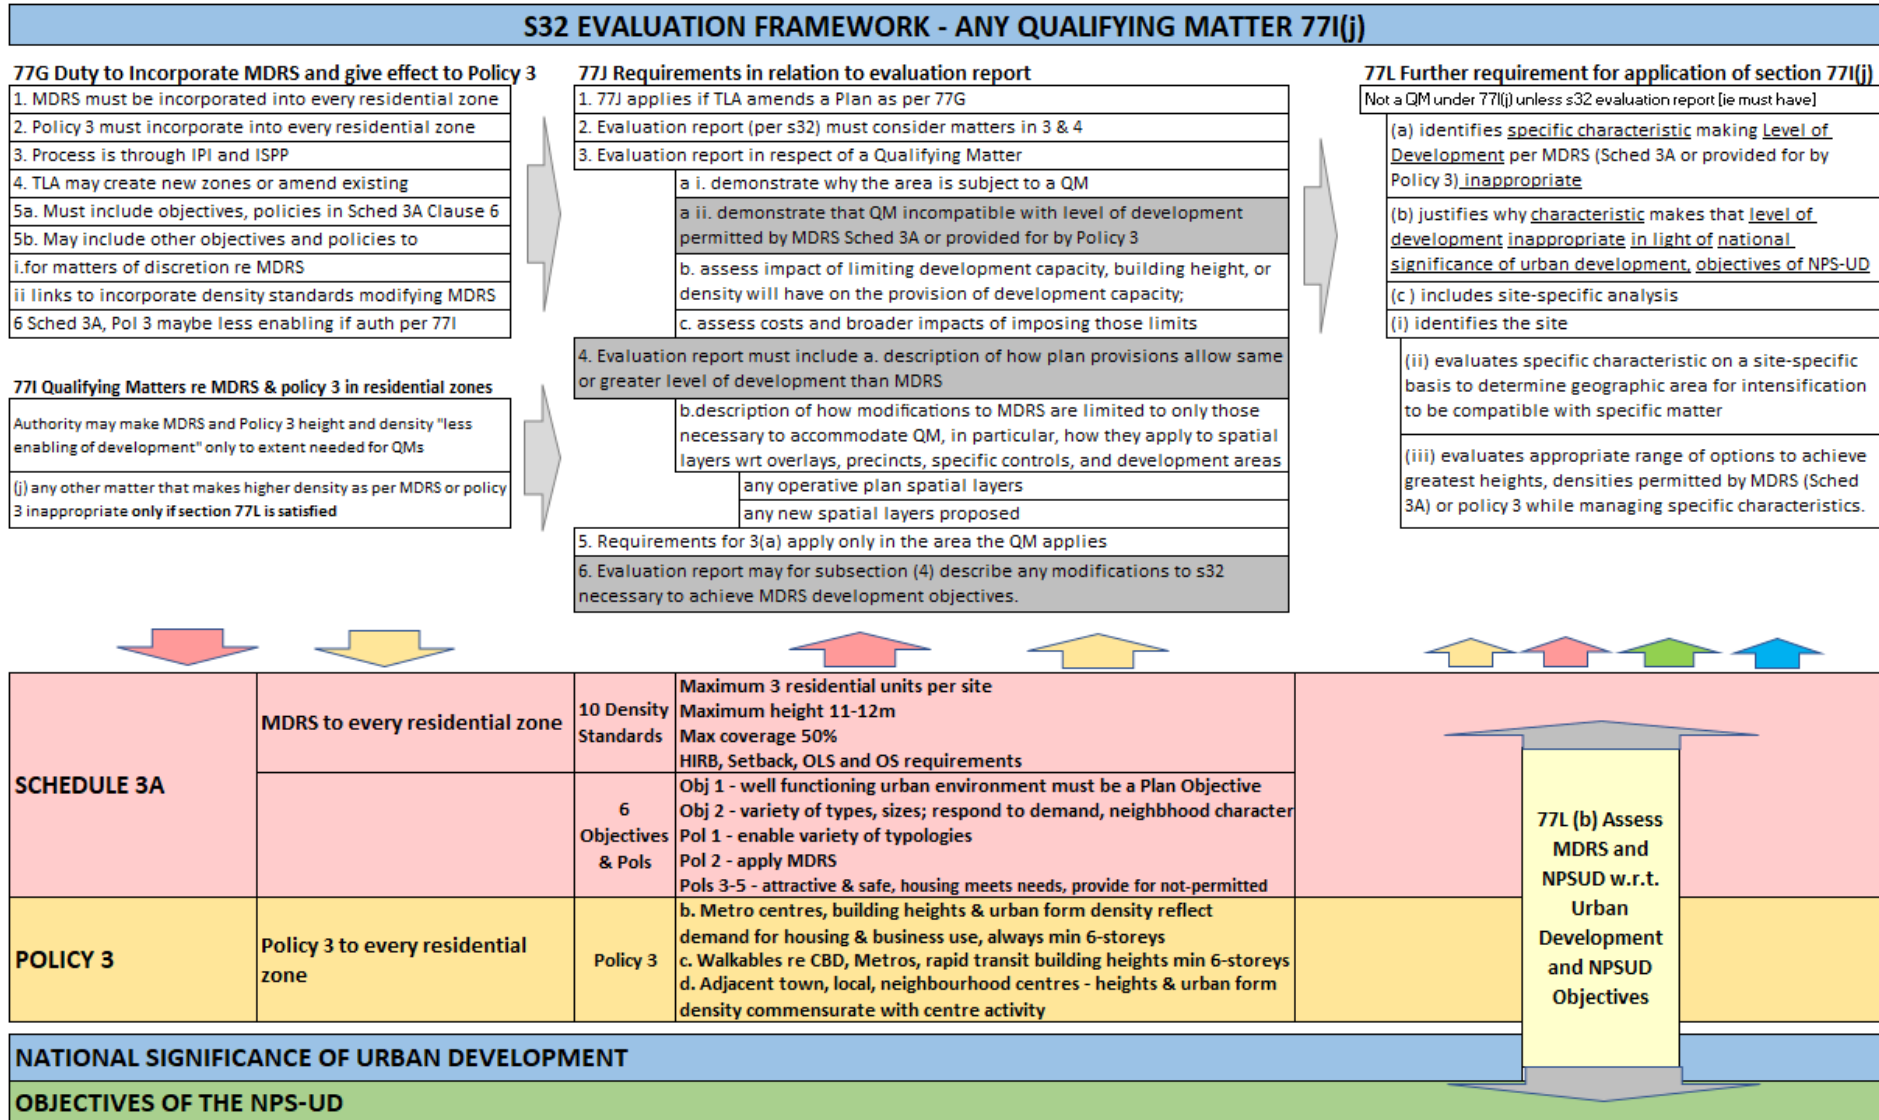 S32 EVALUATION FRAMEWORK - ANY QUALIFYING MATTER 77I(j)
77G Duty to Incorporate MDRS and give effect to Policy 3
1. MDRS must be incorporated into every residential zone
2. Policy 3 must incorporate into every residential zone
3. Process is through IPI and ISPP
4. TLA may create new zones or amend existing
5a. Must include objectives, policies in Sched 3A Clause 6
5b. May include other objectives and policies to
i.for matters of discretion re MDRS
ii links to incorporate density standards modifying MDRS
6 Sched 3A, Pol 3 maybe less enabling if auth per 77I
77I Qualifying Matters re MDRS & policy 3 in residential zones
Authority may make MDRS and Policy 3 height and density "less
enabling of development" only to extent needed for QMs
(j) any other matter that makes higher density as per MDRS or policy
3 inappropriate only if section 77L is satisfied
77J Requirements in relation to evaluation report
1. 77J applies if TLA amends a Plan as per 77G
2. Evaluation report (per s32) must consider matters in 3 & 4
3. Evaluation report in respect of a Qualifying Matter
a i. demonstrate why the area is subject to a QM
a ii. demonstrate that QM incompatible with level of development
permitted by MDRS Sched 3A or provided for by Policy 3
b. assess impact of limiting development capacity, building height, or
density will have on the provision of development capacity;
c. assess costs and broader impacts of imposing those limits
4. Evaluation report must include a. description of how plan provisions allow same
or greater level of development than MDRS
b.description of how modifications to MDRS are limited to only those
necessary to accommodate QM, in particular, how they apply to spatial
layers wrt overlays, precincts, specific controls, and development areas
any operative plan spatial layers
any new spatial layers proposed
5. Requirements for 3(a) apply only in the area the QM applies
6. Evaluation report may for subsection (4) describe any modifications to s32
necessary to achieve MDRS development objectives.
77L Further requirement for application of section 77I(j)
Not a QM under 77I(j) unless s32 evaluation report [ie must have]
(a) identifies specific characteristic making Level of
Development per MDRS (Sched 3A or provided for by
Policy 3) inappropriate
(b) justifies why characteristic makes that level of
development inappropriate in light of national
significance of urban development, objectives of NPS-UD
(c ) includes site-specific analysis
(i) identifies the site
(ii) evaluates specific characteristic on a site-specific
basis to determine geographic area for intensification
to be compatible with specific matter
(iii) evaluates appropriate range of options to achieve
greatest heights, densities permitted by MDRS (Sched
3A) or policy 3 while managing specific characteristics.
SCHEDULE 3A
MDRS to every residential zone
10 Density
Standards
Maximum 3 residential units per site
Maximum height 11-12m
Max coverage 50%
HIRB, Setback, OLS and OS requirements
6
Objectives
& Pols
Obj 1 - well functioning urban environment must be a Plan Objective
Obj 2 - variety of types, sizes; respond to demand, neighbhood character
Pol 1 - enable variety of typologies
Pol 2 - apply MDRS
Pols 3-5 - attractive & safe, housing meets needs, provide for not-permitted
POLICY 3
Policy 3 to every residential
zone
Policy 3
b. Metro centres, building heights & urban form density reflect
demand for housing & business use, always min 6-storeys
c. Walkables re CBD, Metros, rapid transit building heights min 6-storeys
d. Adjacent town, local, neighbourhood centres - heights & urban form
density commensurate with centre activity
77L (b) Assess
MDRS and
NPSUD w.r.t.
Urban
Development
and NPSUD
Objectives
NATIONAL SIGNIFICANCE OF URBAN DEVELOPMENT
OBJECTIVES OF THE NPS-UD